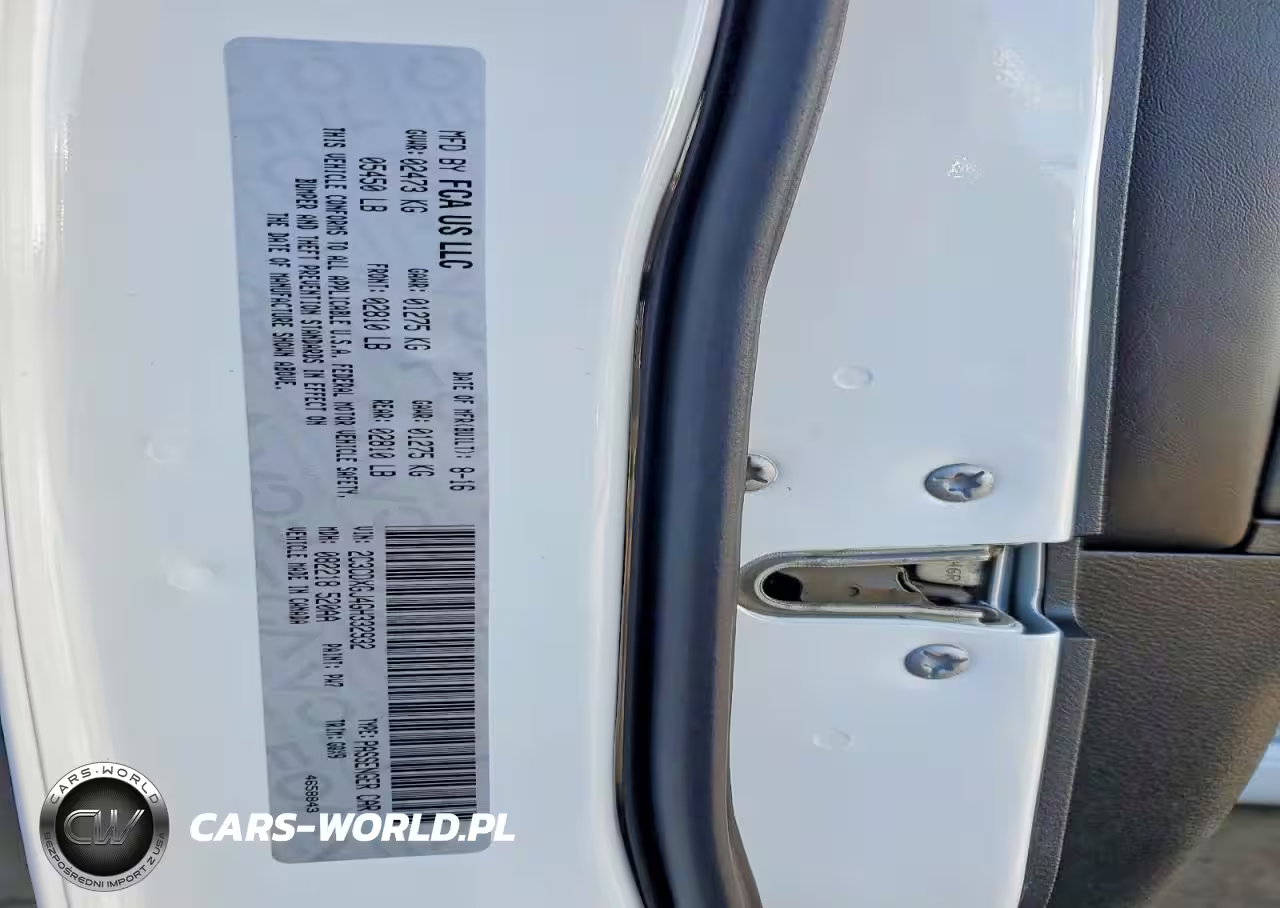 MFD BY FCA US LLC
DATE OF MFR(BUILT): 8-16
GVWR: 02473 KG GAWR: 01275 KG GAWR: 01275 KG
05450 LB FRONT: 02810 LB REAR: 02810 LB
THIS VEHICLE CONFORMS TO ALL APPLICABLE U.S.A. FEDERAL MOTOR VEHICLE SAFETY,
BUMPER AND THEFT PREVENTION STANDARDS IN EFFECT ON
THE DATE OF MANUFACTURE SHOWN ABOVE.
VIN: 2C3CDXGJ4GH332932 TYPE: PASSENGER CAR
MDH: 082218 520AA PAINT: PW7 TRIM:
VEHICLE MADE IN CANADA
4658843
46P
CARS-WORLD
CW
BEZPOŚREDNI IMPORT Z USA
CARS-WORLD.PL